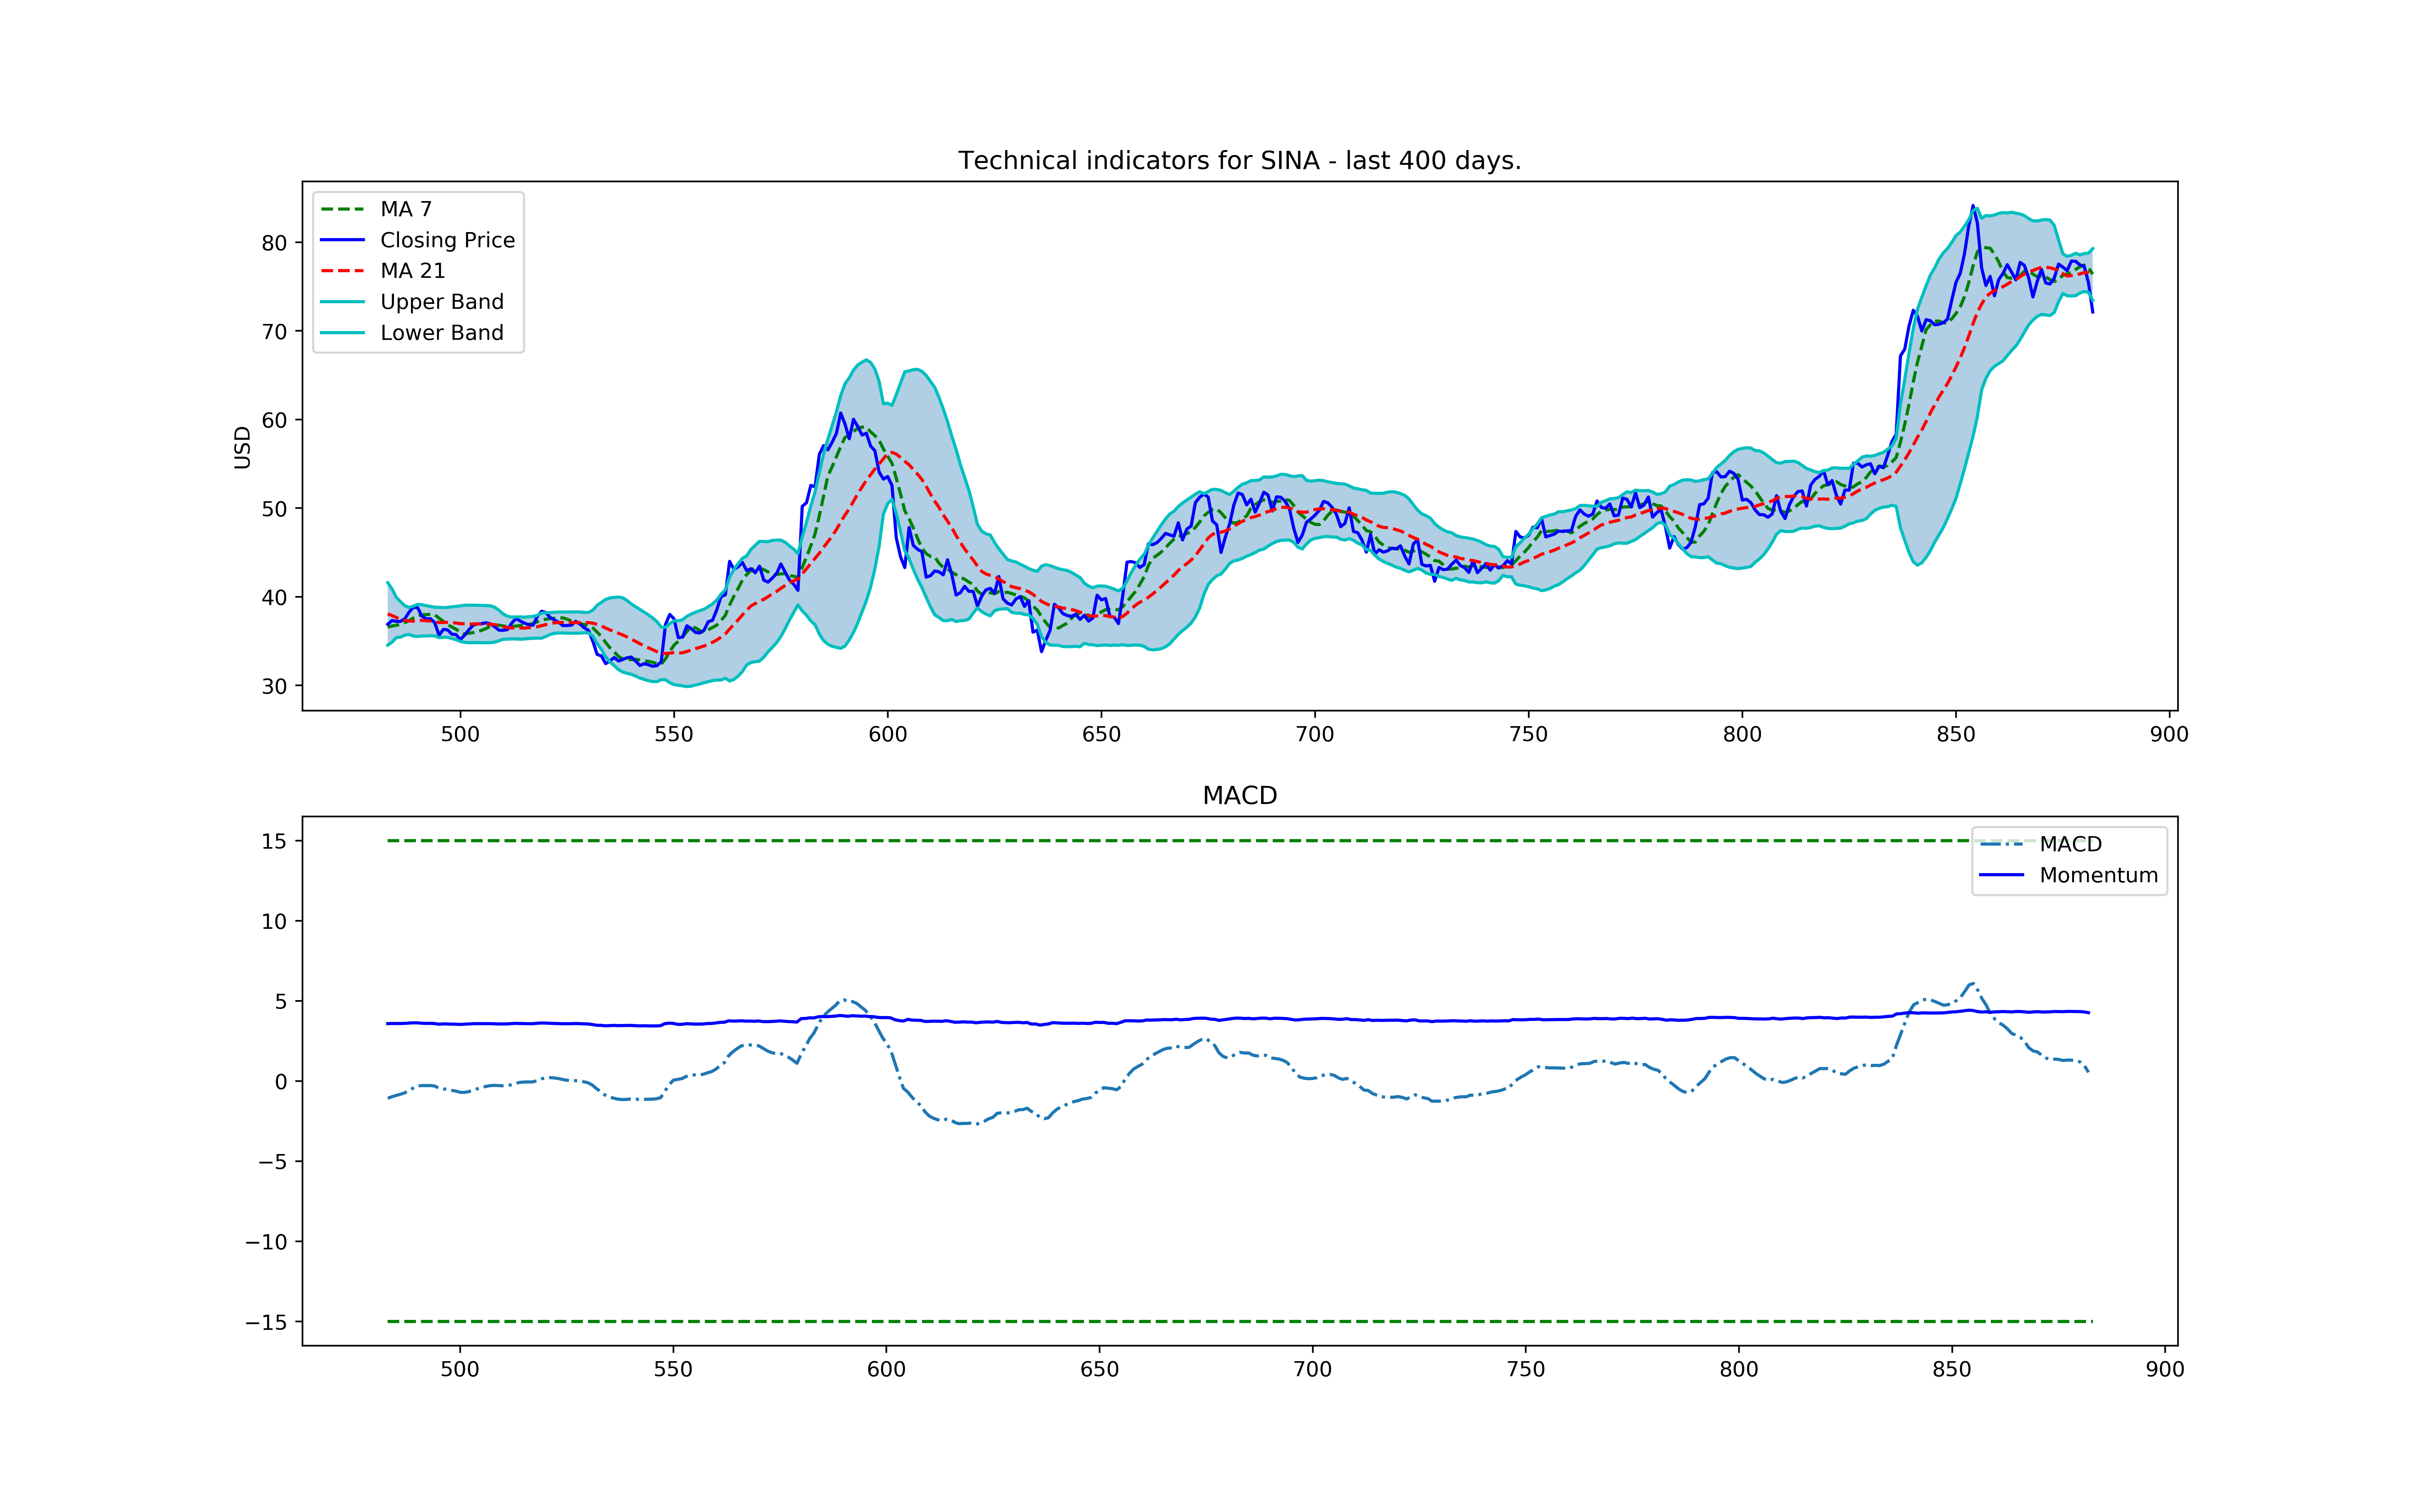 Technical indicators for SINA - last 400 days.
MA 7
Closing Price
MA 21
Upper Band
Lower Band
USD
80
70
60
50
40
30
500 550 600 650 700 750 800 850 900
MACD
MACD
Momentum
15
10
5
0
−5
−10
−15
500 550 600 650 700 750 800 850 900